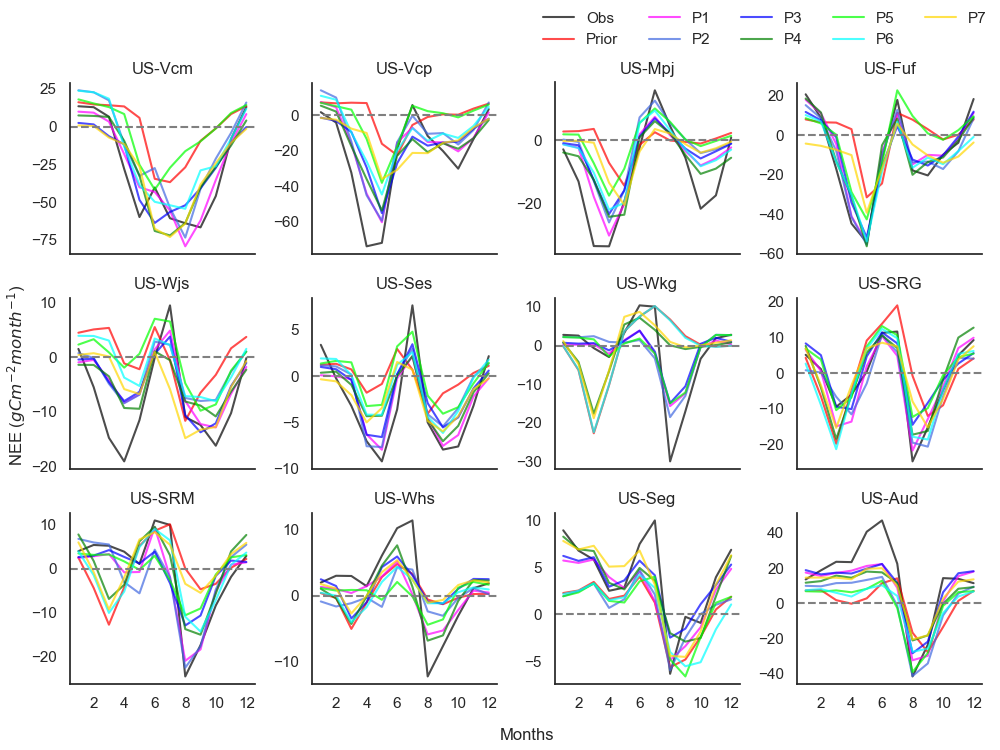 Obs P1 P3 P5 P7
Prior P2 P4 P6
US-Vcm US-Vcp US-Mpj US-Fuf
25 0 −25 −50 −75
0 −20 −40 −60
0 −20
20 0 −20 −40 −60
US-Wjs US-Ses US-Wkg US-SRG
10 0 −10 −20
5 0 −5 −10
10 0 −10 −20 −30
20 10 0 −10 −20
NEE (gCm−2month−1)
US-SRM US-Whs US-Seg US-Aud
10 0 −10 −20
10 0 −10
10 5 0 −5
40 20 0 −20 −40
2 4 6 8 10 12 2 4 6 8 10 12 2 4 6 8 10 12 2 4 6 8 10 12
Months